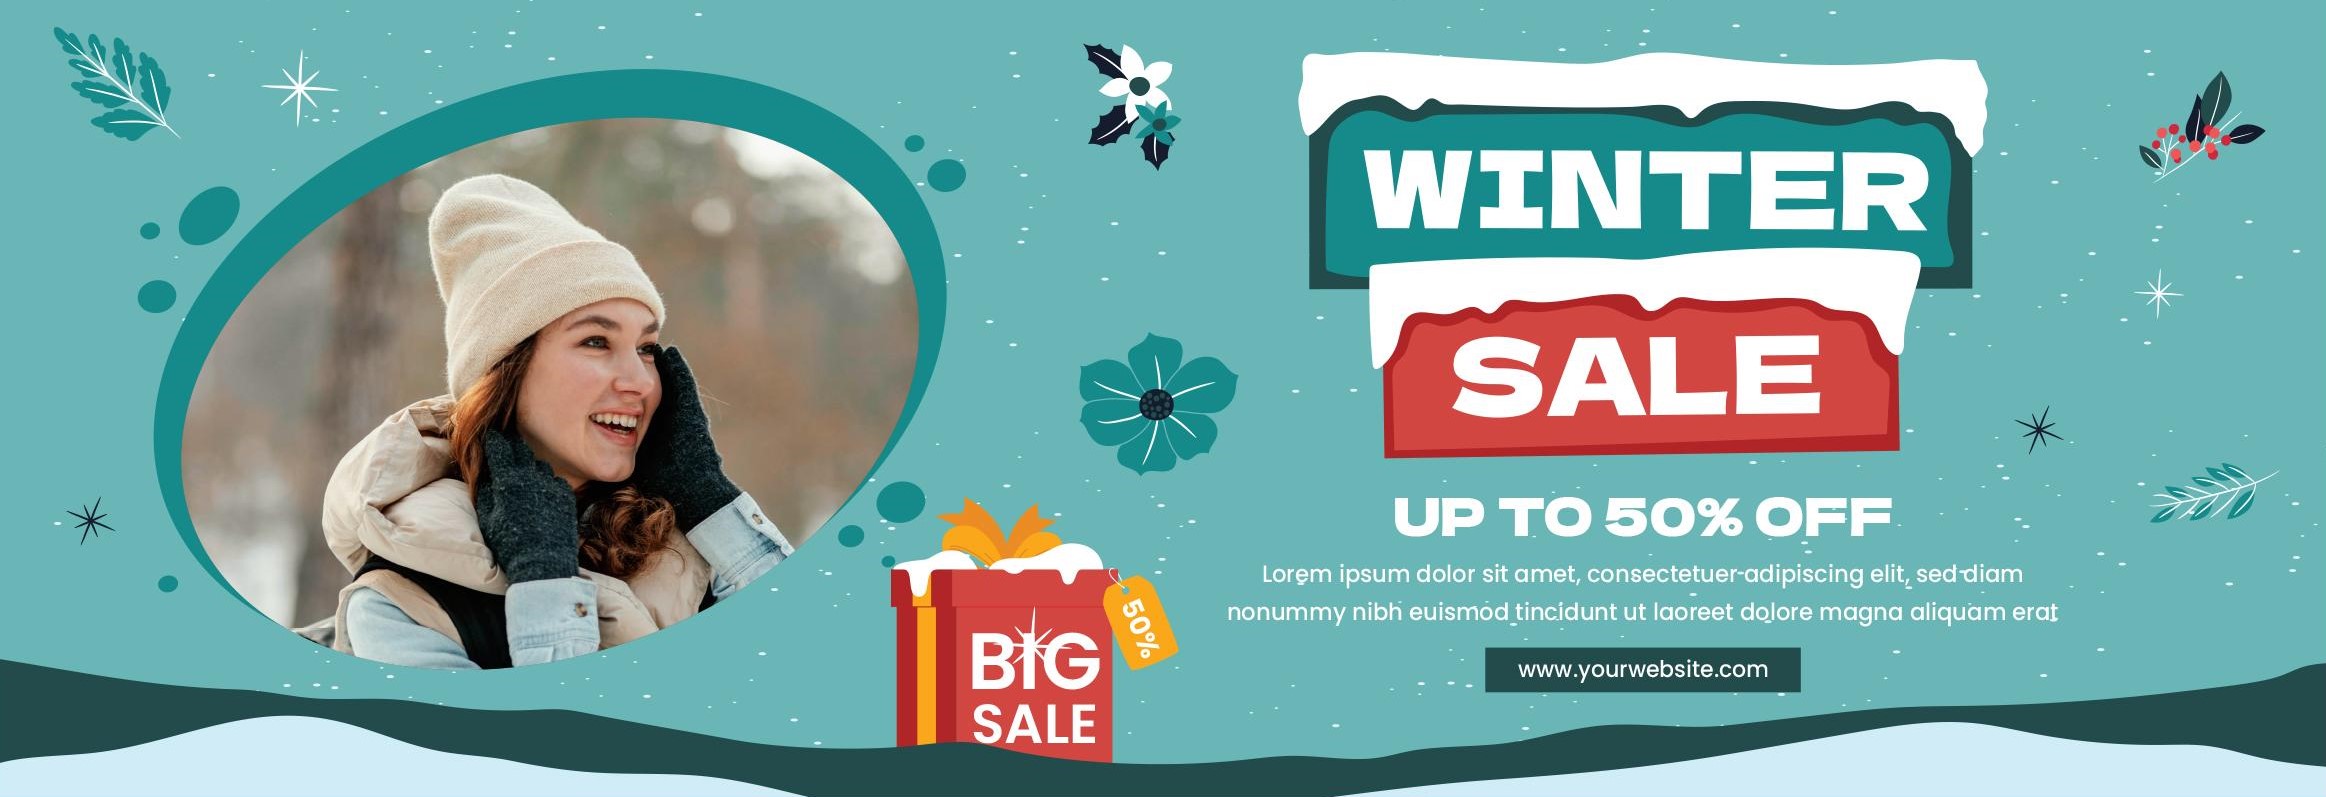 WINTER
SALE
UP TO 50% OFF
Lorem ipsum dolor sit amet, consectetuer adipiscing elit, sed diam
nonummy nibh euismod tincidunt ut laoreet dolore magna aliquam erat
www.yourwebsite.com
50%
BIG
SALE